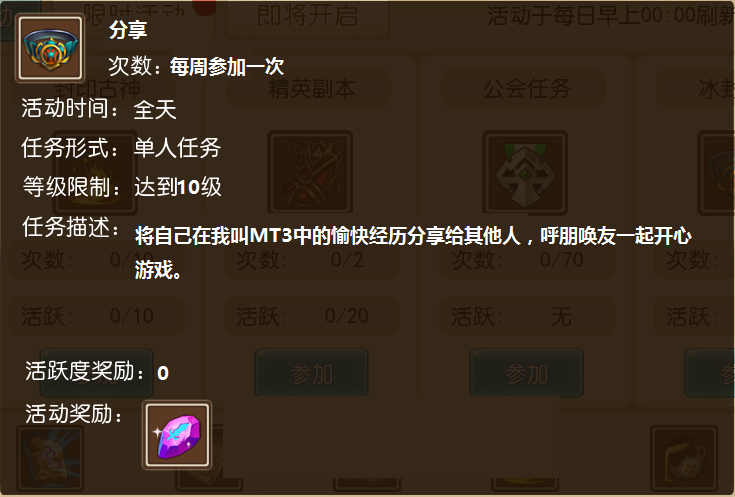 限时活动
即将开启
活动于每日早上00:00刷新
分享
次数：每周参加一次
封印古神
精英副本
公会任务
冰封
活动时间：全天
任务形式：单人任务
等级限制：达到10级
任务描述：将自己在我叫MT3中的愉快经历分享给其他人，呼朋唤友一起开心
游戏。
次数：
次数：0/2
次数：0/70
次数：
活跃：0/10
活跃：0/20
活跃：无
活跃：
活跃度奖励：0
参加
参加
参
活动奖励：